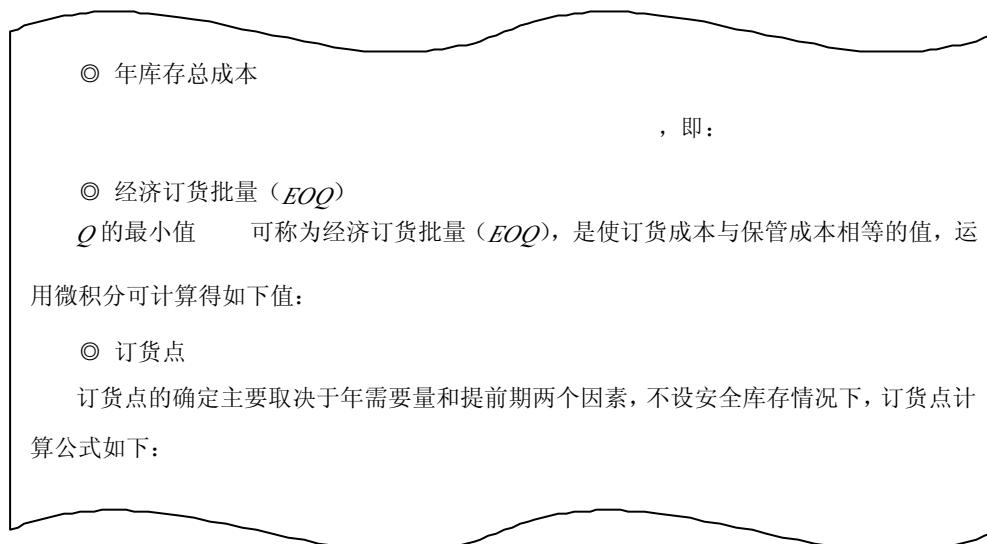 ◎ 年库存总成本
，即：
◎ 经济订货批量（EOQ）
Q 的最小值 可称为经济订货批量（EOQ），是使订货成本与保管成本相等的值，运
用微积分可计算得如下值：
◎ 订货点
订货点的确定主要取决于年需要量和提前期两个因素，不设安全库存情况下，订货点计
算公式如下：